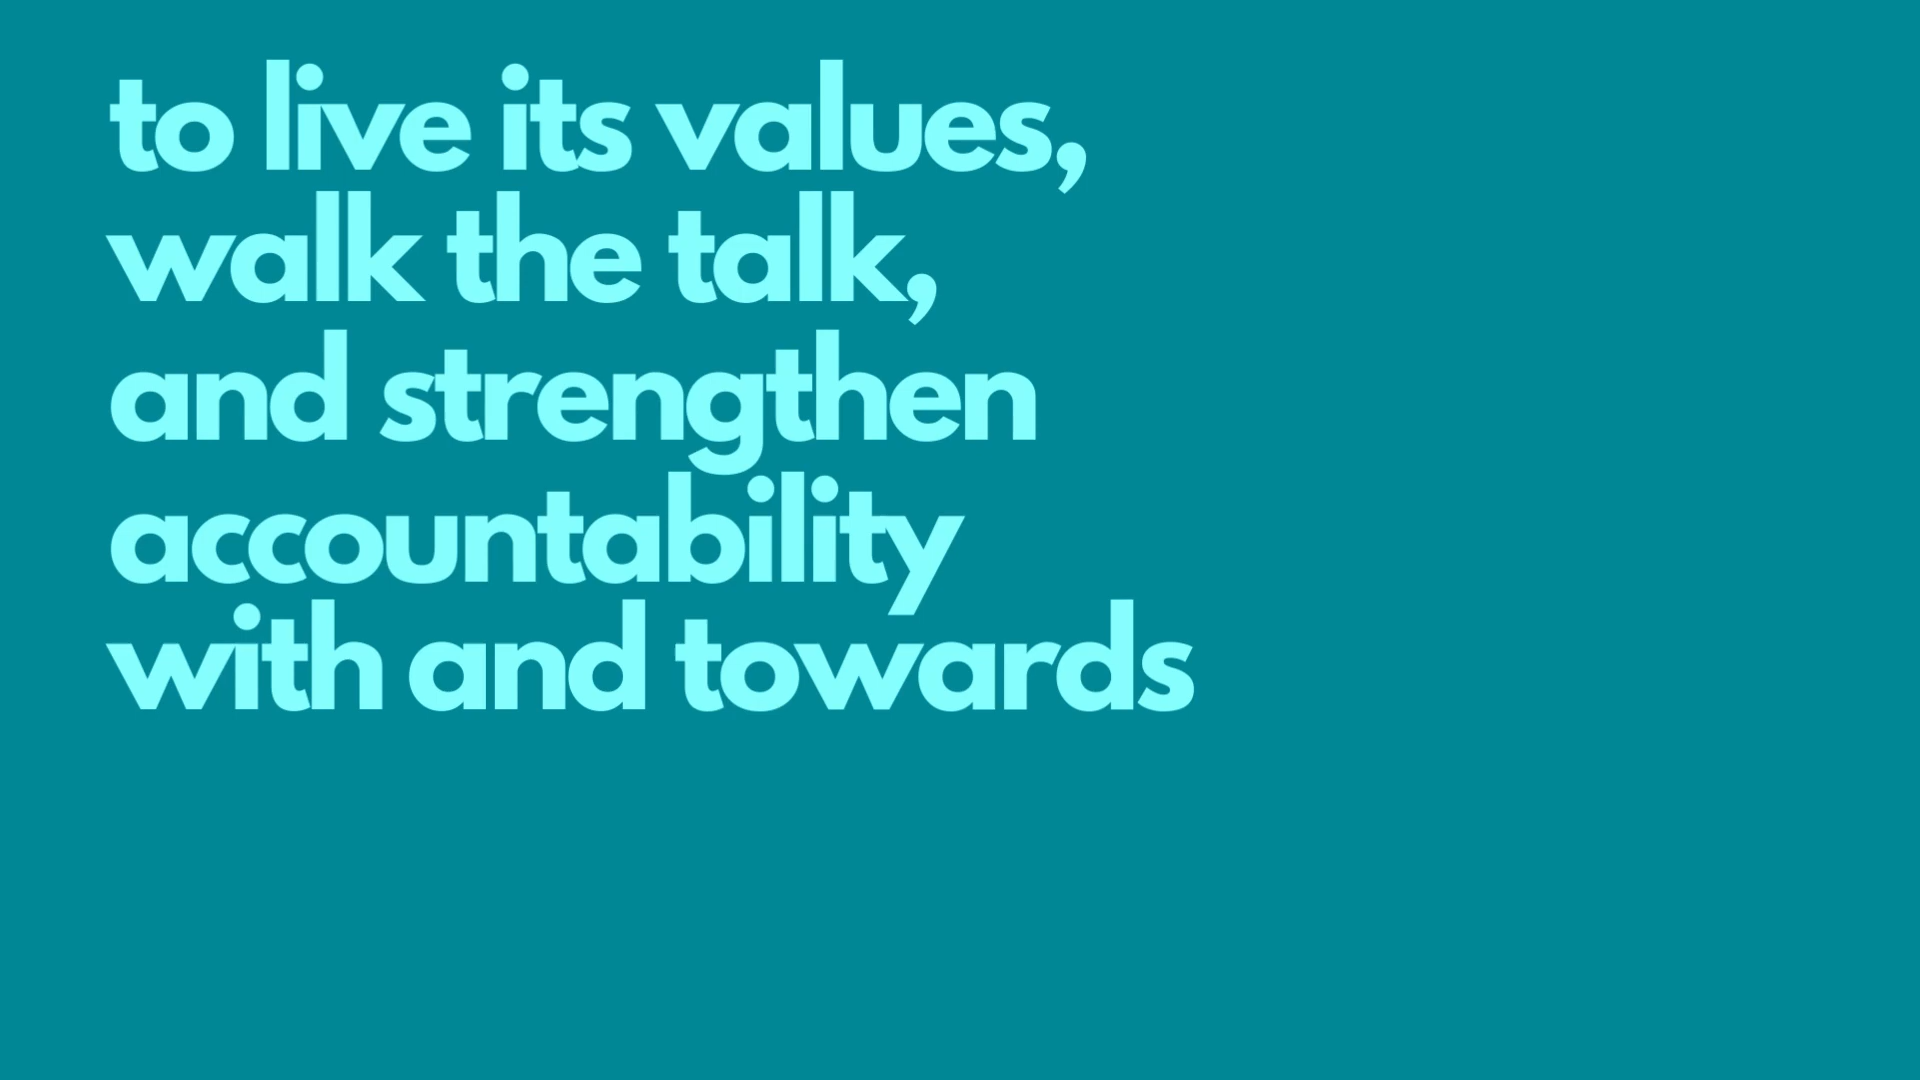 to live its values,
walk the talk,
and strengthen
accountability
with and towards